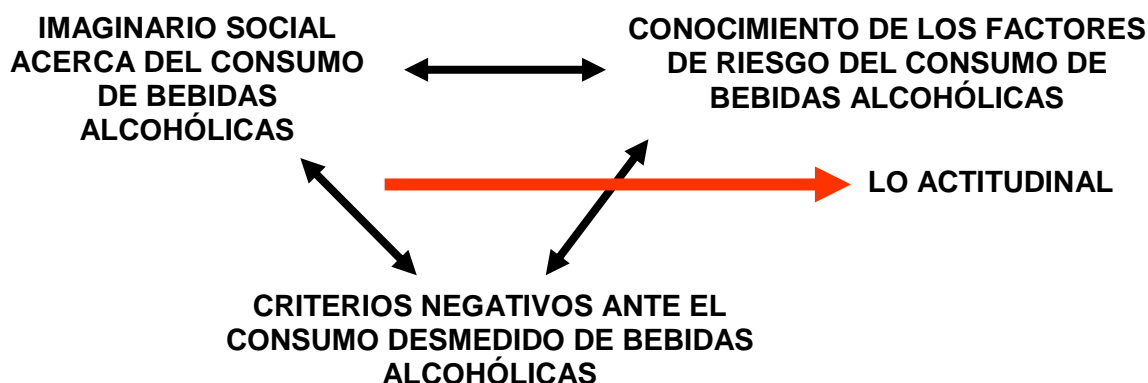 IMAGINARIO SOCIAL
ACERCA DEL CONSUMO
DE BEBIDAS
ALCOHÓLICAS
CONOCIMIENTO DE LOS FACTORES
DE RIESGO DEL CONSUMO DE
BEBIDAS ALCOHÓLICAS
LO ACTITUDINAL
CRITERIOS NEGATIVOS ANTE EL
CONSUMO DESMEDIDO DE BEBIDAS
ALCOHÓLICAS